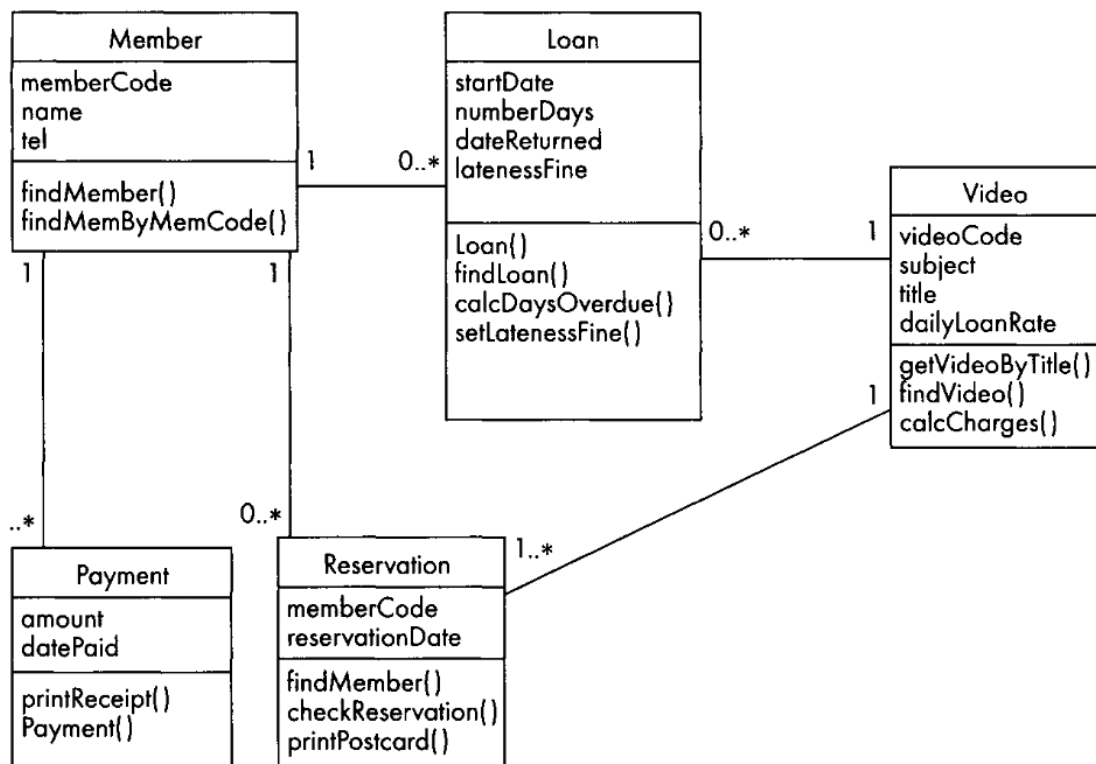 Member
memberCode
name
tel
findMember()
findMemByMemCode()
1
0..*
Loan
startDate
numberDays
dateReturned
latenessFine
Loan()
findLoan()
calcDaysOverdue()
setLatenessFine()
0..*
1
Video
videoCode
subject
title
dailyLoanRate
getVideoByTitle()
findVideo()
calcCharges()
1
1
1
..*
0..*
1..*
Payment
amount
datePaid
printReceipt()
Payment()
Reservation
memberCode
reservationDate
findMember()
checkReservation()
printPostcard()